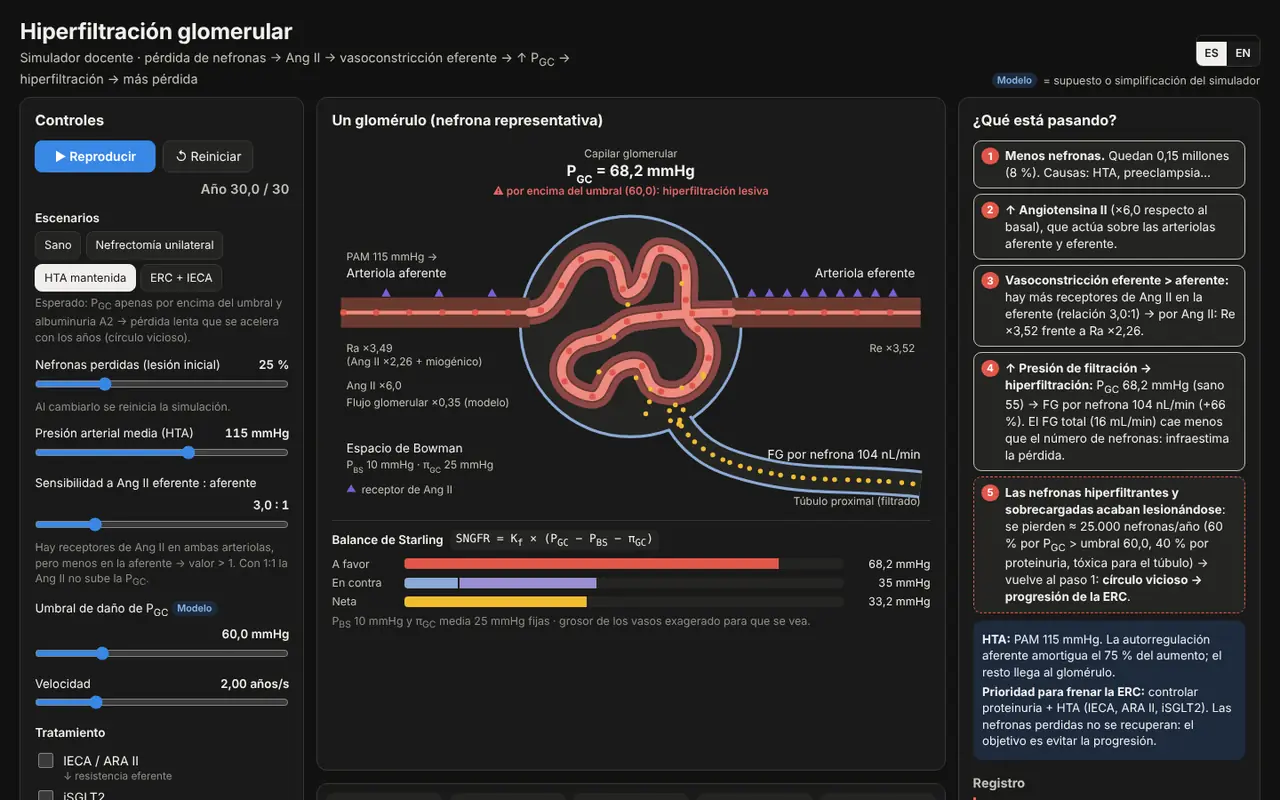 Hiperfiltración glomerular
Simulador docente · pérdida de nefronas → Ang II → vasoconstricción eferente → ↑ PGC →
hiperfiltración → más pérdida
ES EN
Modelo = supuesto o simplificación del simulador
Controles
▶ Reproducir
↺ Reiniciar
Año 30,0 / 30
Escenarios
Sano
Nefrectomía unilateral
HTA mantenida
ERC + IECA
Esperado: PGC apenas por encima del umbral y
albuminuria A2 → pérdida lenta que se acelera
con los años (círculo vicioso).
Nefronas perdidas (lesión inicial) 25 %
Al cambiarlo se reinicia la simulación.
Presión arterial media (HTA) 115 mmHg
Sensibilidad a Ang II eferente : aferente
3,0 : 1
Hay receptores de Ang II en ambas arteriolas,
pero menos en la aferente → valor > 1. Con 1:1 la
Ang II no sube la PGC.
Umbral de daño de PGC Modelo
60,0 mmHg
Velocidad 2,00 años/s
Tratamiento
IECA / ARA II
↓ resistencia eferente
iSGLT2
Un glomérulo (nefrona representativa)
Capilar glomerular
PGC = 68,2 mmHg
⚠ por encima del umbral (60,0): hiperfiltración lesiva
PAM 115 mmHg →
Arteriola aferente
Arteriola eferente
Ra ×3,49
(Ang II ×2,26 + miogénico)
Re ×3,52
Ang II ×6,0
Flujo glomerular ×0,35 (modelo)
Espacio de Bowman
PBS 10 mmHg · πGC 25 mmHg
receptor de Ang II
FG por nefrona 104 nL/min
Túbulo proximal (filtrado)
Balance de Starling SNGFR = Kf × (PGC − PBS − πGC)
A favor 68,2 mmHg
En contra 35 mmHg
Neta 33,2 mmHg
PBS 10 mmHg y πGC media 25 mmHg fijas · grosor de los vasos exagerado para que se vea.
¿Qué está pasando?
1 Menos nefronas. Quedan 0,15 millones
(8 %). Causas: HTA, preeclampsia...
2 ↑ Angiotensina II (×6,0 respecto al
basal), que actúa sobre las arteriolas
aferente y eferente.
3 Vasoconstricción eferente > aferente:
hay más receptores de Ang II en la
eferente (relación 3,0:1) → por Ang II: Re
×3,52 frente a Ra ×2,26.
4 ↑ Presión de filtración →
hiperfiltración: PGC 68,2 mmHg (sano
55) → FG por nefrona 104 nL/min (+66
%). El FG total (16 mL/min) cae menos
que el número de nefronas: infraestima
la pérdida.
5 Las nefronas hiperfiltrantes y
sobrecargadas acaban lesionándose:
se pierden ≈ 25.000 nefronas/año (60
% por PGC > umbral 60,0, 40 % por
proteinuria, tóxica para el túbulo) →
vuelve al paso 1: círculo vicioso →
progresión de la ERC.
HTA: PAM 115 mmHg. La autorregulación
aferente amortigua el 75 % del aumento; el
resto llega al glomérulo.
Prioridad para frenar la ERC: controlar
proteinuria + HTA (IECA, ARA II, iSGLT2). Las
nefronas perdidas no se recuperan: el
objetivo es evitar la progresión.
Registro